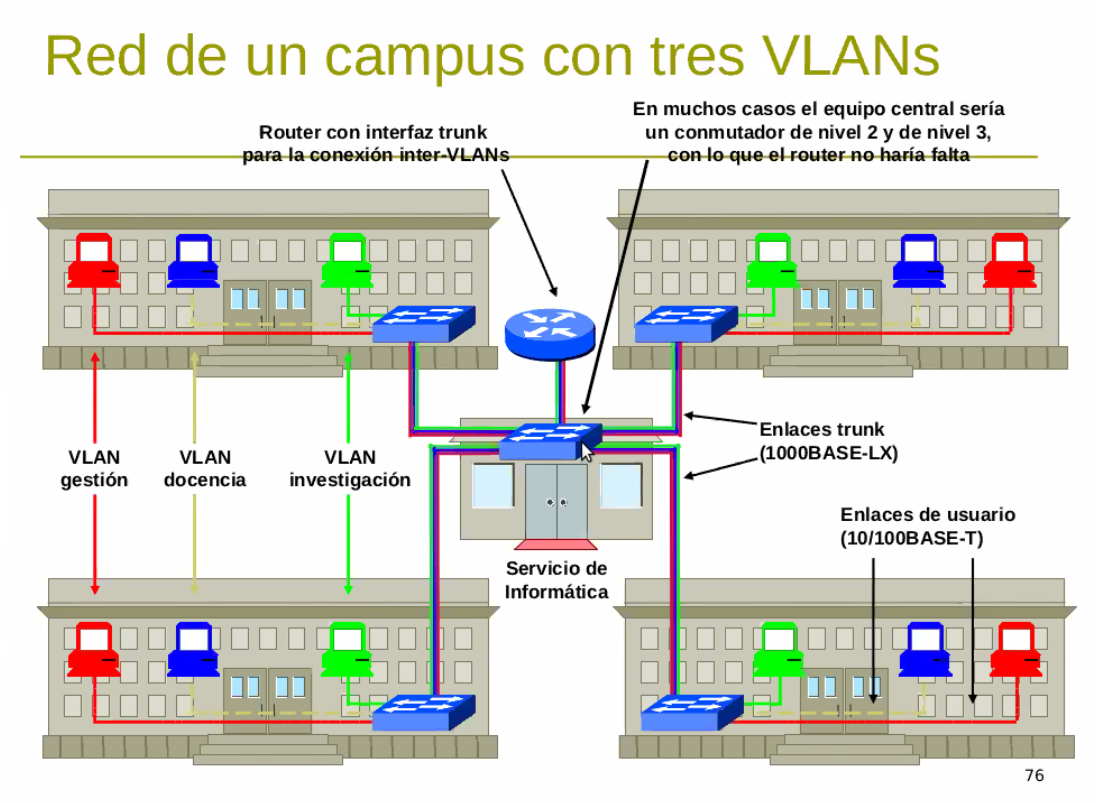 Red de un campus con tres VLANs
Router con interfaz trunk
para la conexión inter-VLANs
En muchos casos el equipo central sería
un conmutador de nivel 2 y de nivel 3,
con lo que el router no haría falta
VLAN
gestión
VLAN
docencia
VLAN
investigación
Enlaces trunk
(1000BASE-LX)
Enlaces de usuario
(10/100BASE-T)
Servicio de
Informática
76